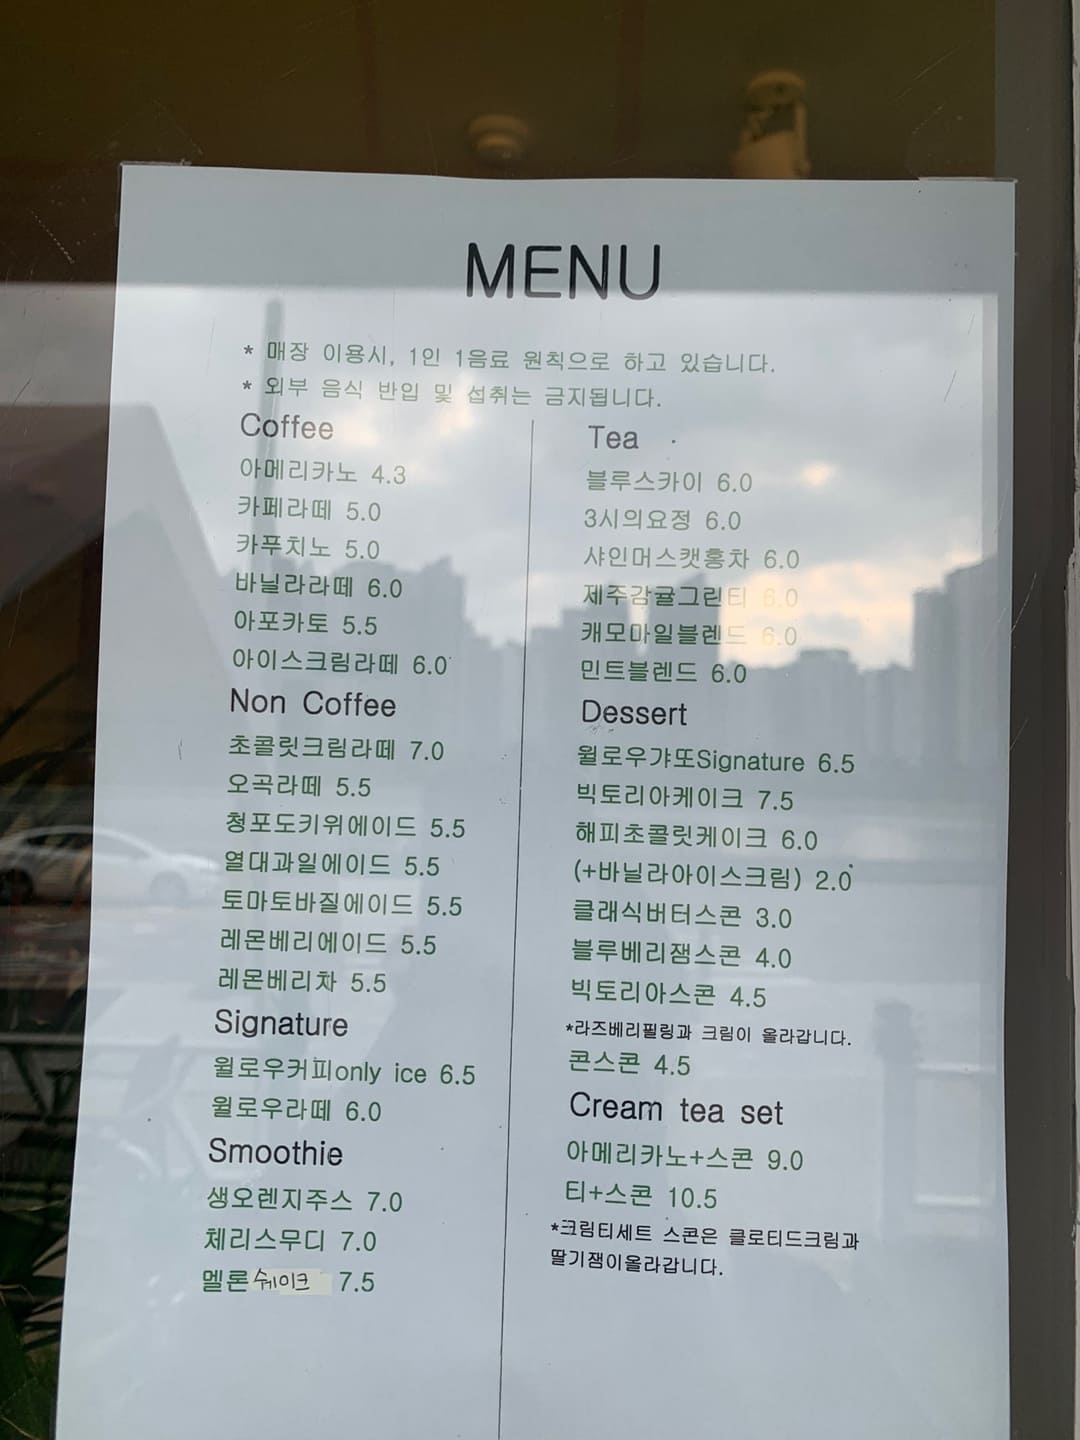 MENU
* 매장 이용시, 1인 1음료 원칙으로 하고 있습니다.
* 외부 음식 반입 및 섭취는 금지됩니다.
Coffee
아메리카노 4.3
카페라떼 5.0
카푸치노 5.0
바닐라라떼 6.0
아포카토 5.5
아이스크림라떼 6.0
Non Coffee
초콜릿크림라떼 7.0
오곡라떼 5.5
청포도키위에이드 5.5
열대과일에이드 5.5
토마토바질에이드 5.5
레몬베리에이드 5.5
레몬베리차 5.5
Signature
윌로우커피only ice 6.5
윌로우라떼 6.0
Smoothie
생오렌지주스 7.0
체리스무디 7.0
멜론쉐이크 7.5
Tea
블루스카이 6.0
3시의요정 6.0
샤인머스캣홍차 6.0
제주감귤그린티 6.0
캐모마일블렌드 6.0
민트블렌드 6.0
Dessert
윌로우갸또Signature 6.5
빅토리아케이크 7.5
해피초콜릿케이크 6.0
(+바닐라아이스크림) 2.0
클래식버터스콘 3.0
블루베리잼스콘 4.0
빅토리아스콘 4.5
*라즈베리필링과 크림이 올라갑니다.
콘스콘 4.5
Cream tea set
아메리카노+스콘 9.0
티+스콘 10.5
*크림티세트 스콘은 클로티드크림과
딸기잼이올라갑니다.